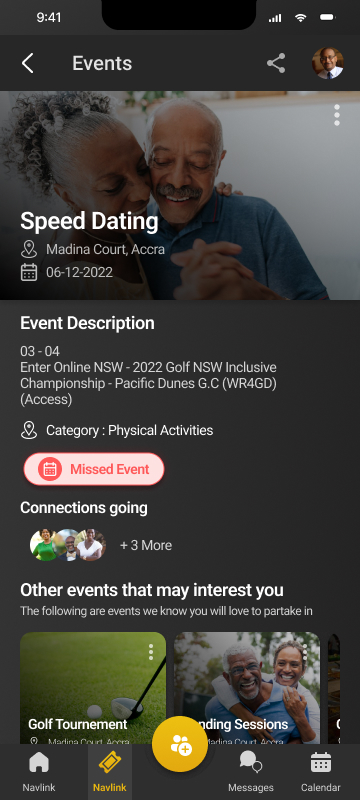 9:41
Events
Speed Dating
Madina Court, Accra
06-12-2022
Event Description
03 - 04
Enter Online NSW - 2022 Golf NSW Inclusive
Championship - Pacific Dunes G.C (WR4GD)
(Access)
Category : Physical Activities
Missed Event
Connections going
+ 3 More
Other events that may interest you
The following are events we know you will love to partake in
Golf Tournement
nding Sessions
Madina Court, Accra
Madina Court, Accra
Navlink
Navlink
Messages
Calendar